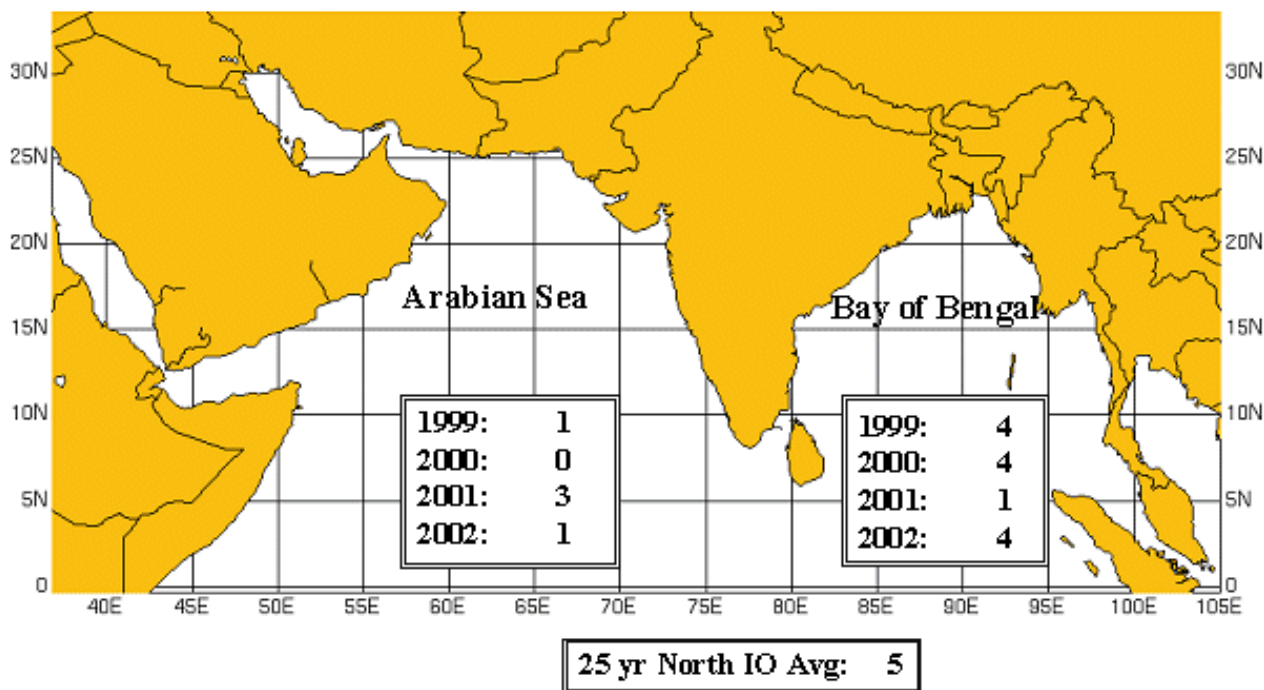 30N 30N
25N 25N
20N 20N
Arabian Sea Bay of Bengal
15N 15N
10N 10N
1999: 1
2000: 0
2001: 3
2002: 1
1999: 4
2000: 4
2001: 1
2002: 4
5N 5N
0 0
40E 45E 50E 55E 60E 65E 70E 75E 80E 85E 90E 95E 100E 105E
25 yr North IO Avg: 5